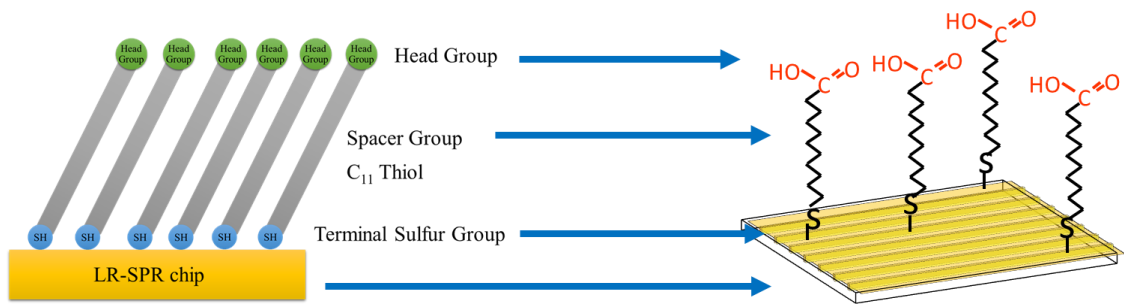 Head Group
Head Group
Head Group
Head Group
Head Group
Head Group
Head Group
Spacer Group
C₁₁ Thiol
SH SH SH SH SH SH
Terminal Sulfur Group
LR-SPR chip
HO C O
S
HO C O
S
HO C O
S
HO C O
S